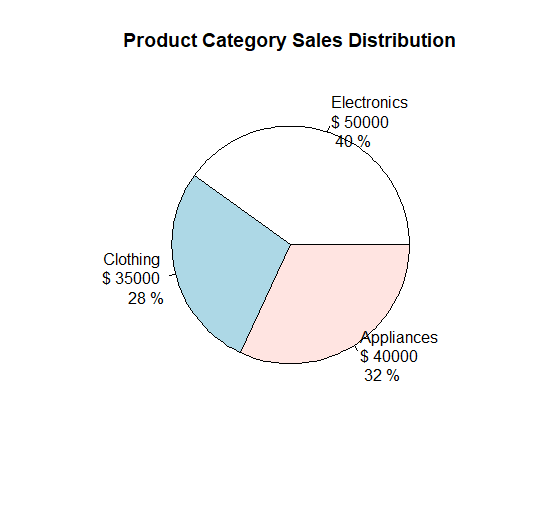 Product Category Sales Distribution
Electronics
$ 50000
40 %
Clothing
$ 35000
28 %
Appliances
$ 40000
32 %